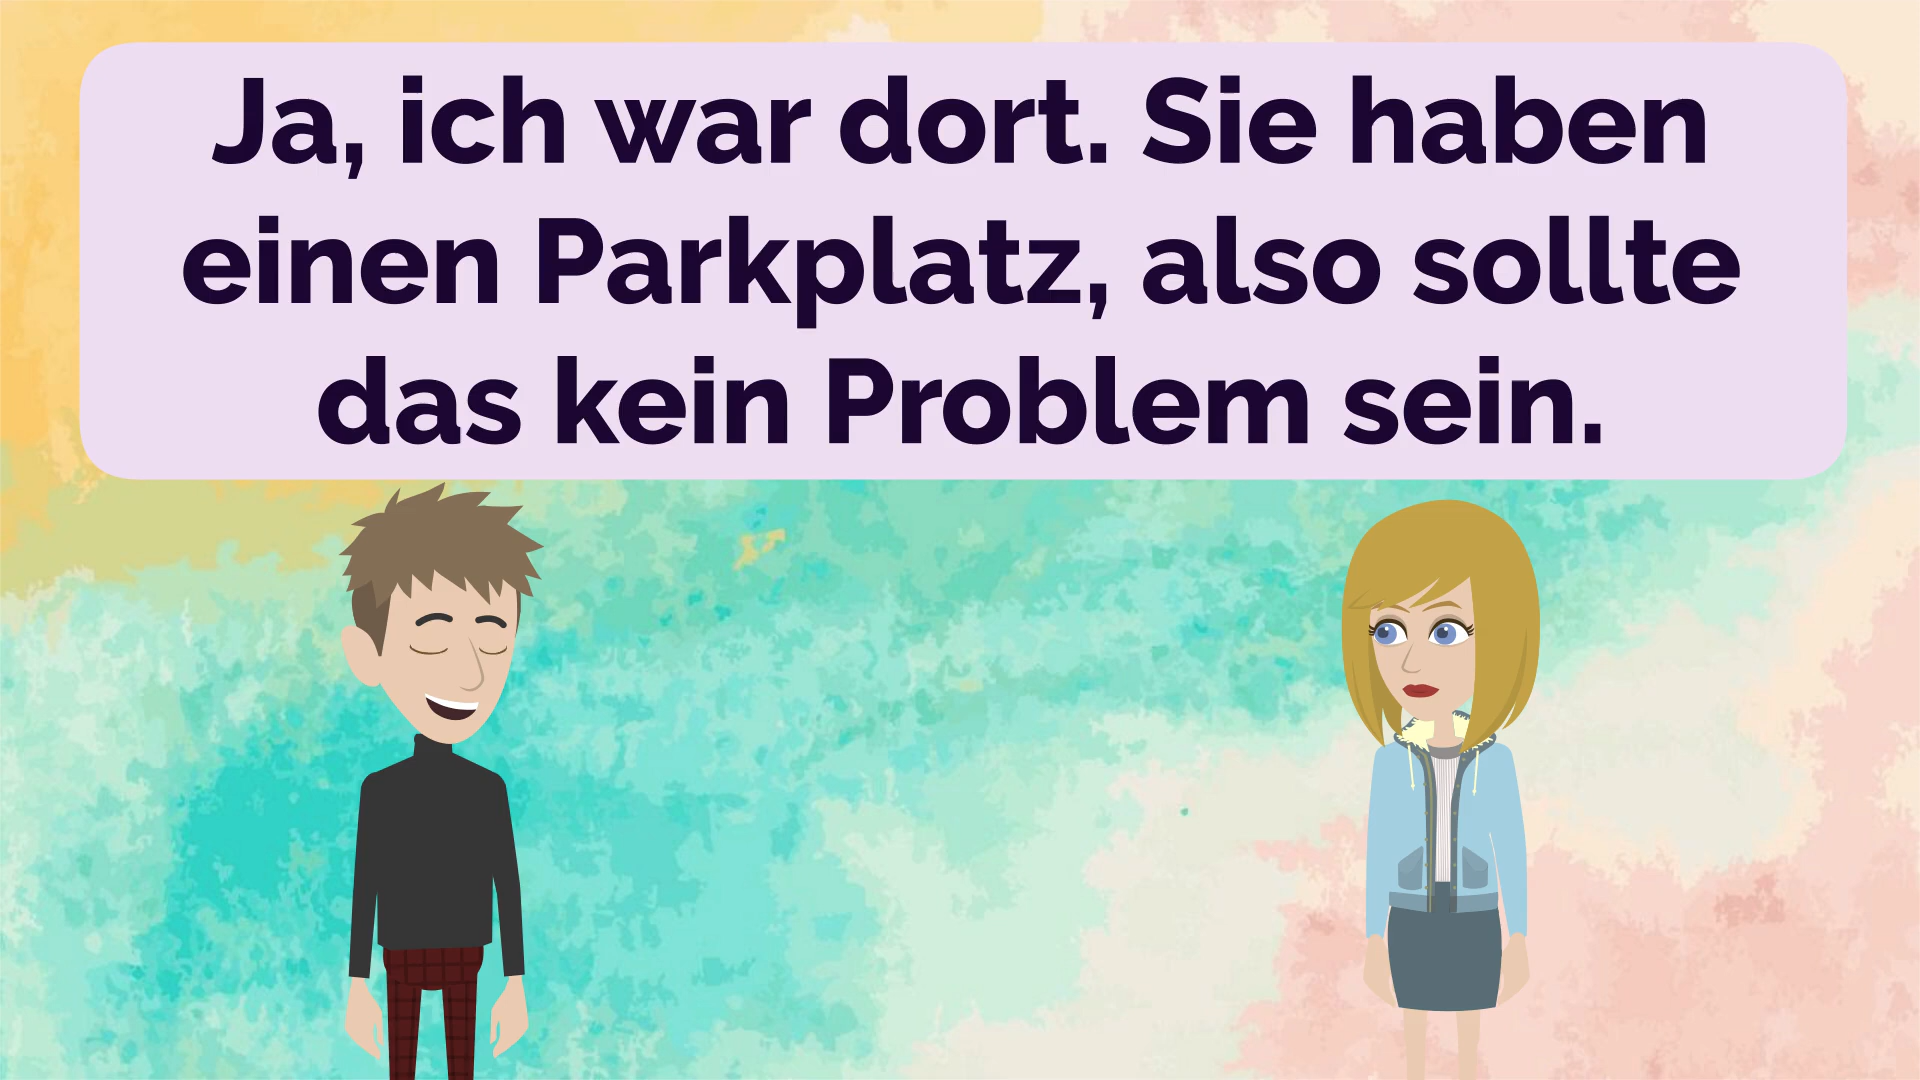 Ja, ich war dort. Sie haben
einen Parkplatz, also sollte
das kein Problem sein.